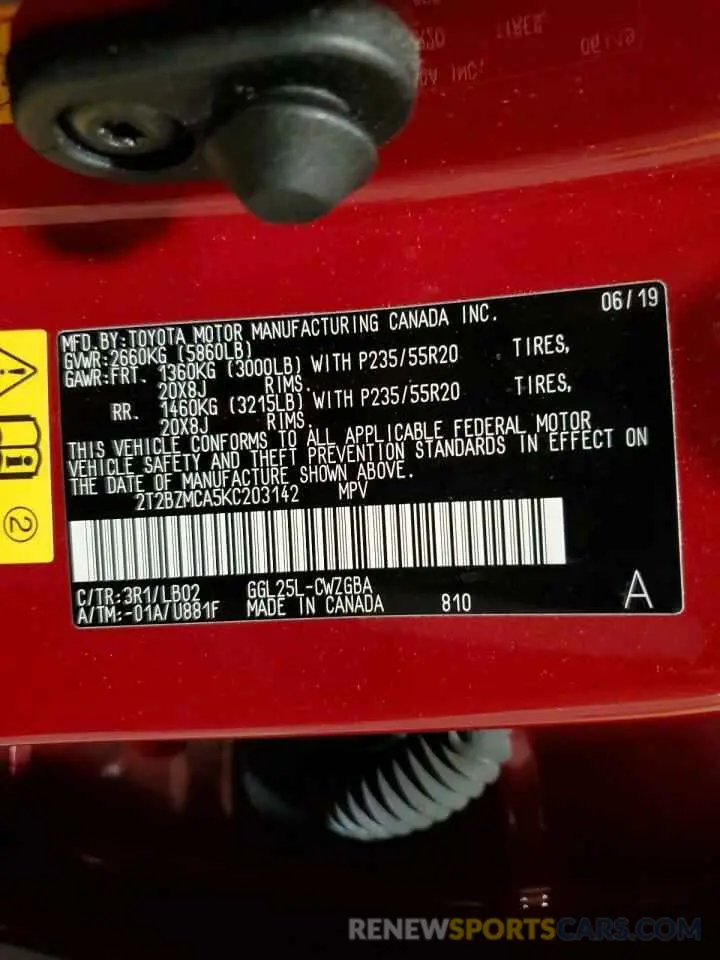 06/19
MFD. BY: TOYOTA MOTOR MANUFACTURING CANADA INC.
GVWR: 2660KG (5860LB)
GAWR: FRT. 1360KG (3000LB) WITH P235/55R20 TIRES,
20X8J RIMS.
RR. 1460KG (3215LB) WITH P235/55R20 TIRES,
20X8J RIMS.
THIS VEHICLE CONFORMS TO ALL APPLICABLE FEDERAL MOTOR
VEHICLE SAFETY AND THEFT PREVENTION STANDARDS IN EFFECT ON
THE DATE OF MANUFACTURE SHOWN ABOVE.
2T2BZMCA5KC203142 MPV
C/TR: 3R1/LB02 GGL25L-CWZGBA
A/TM: -01A/U881F MADE IN CANADA 810 A
2
RENEWSPORTSCARS.COM